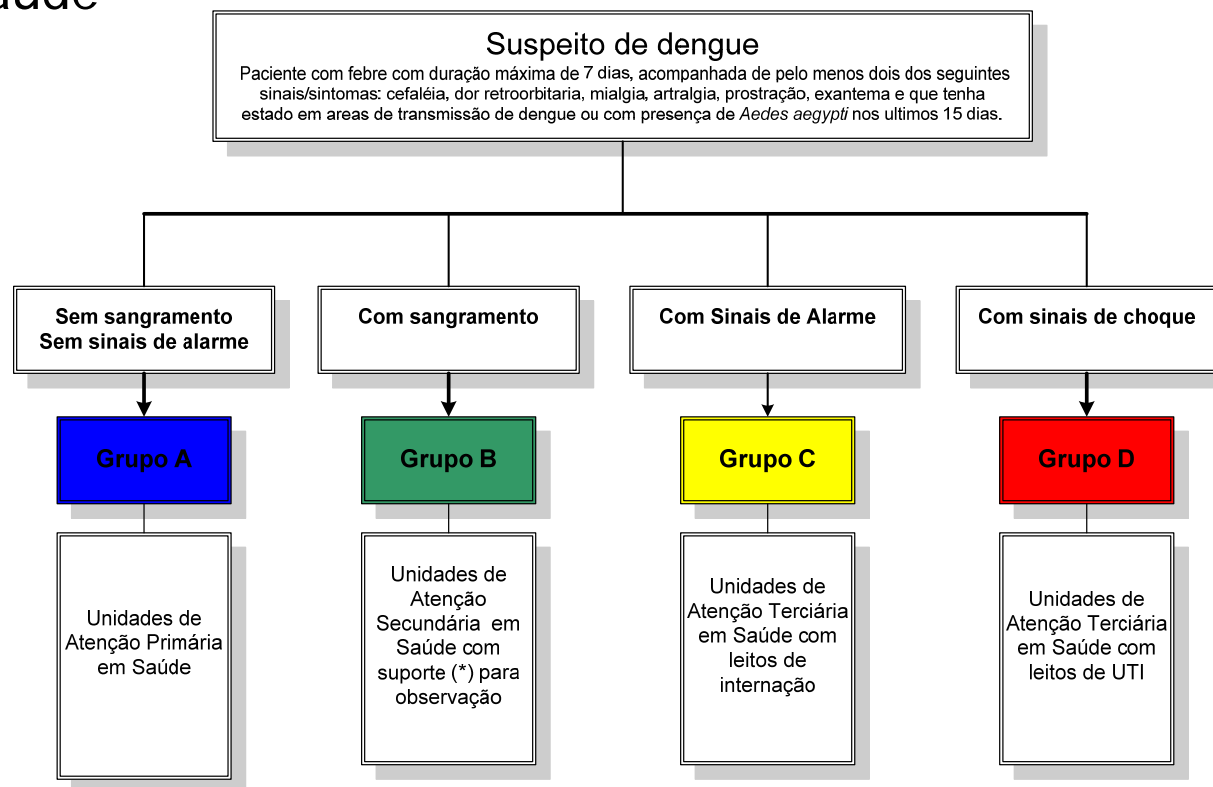 Suspeito de dengue
Paciente com febre com duração máxima de 7 dias, acompanhada de pelo menos dois dos seguintes
sinais/sintomas: cefaléia, dor retroorbitaria, mialgia, artralgia, prostração, exantema e que tenha
estado em areas de transmissão de dengue ou com presença de Aedes aegypti nos ultimos 15 dias.
Sem sangramento
Sem sinais de alarme
Com sangramento
Com Sinais de Alarme
Com sinais de choque
Grupo A
Grupo B
Grupo C
Grupo D
Unidades de
Atenção Primária
em Saúde
Unidades de
Atenção
Secundária em
Saúde com
suporte (*) para
observação
Unidades de
Atenção Terciária
em Saúde com
leitos de
internação
Unidades de
Atenção Terciária
em Saúde com
leitos de UTI